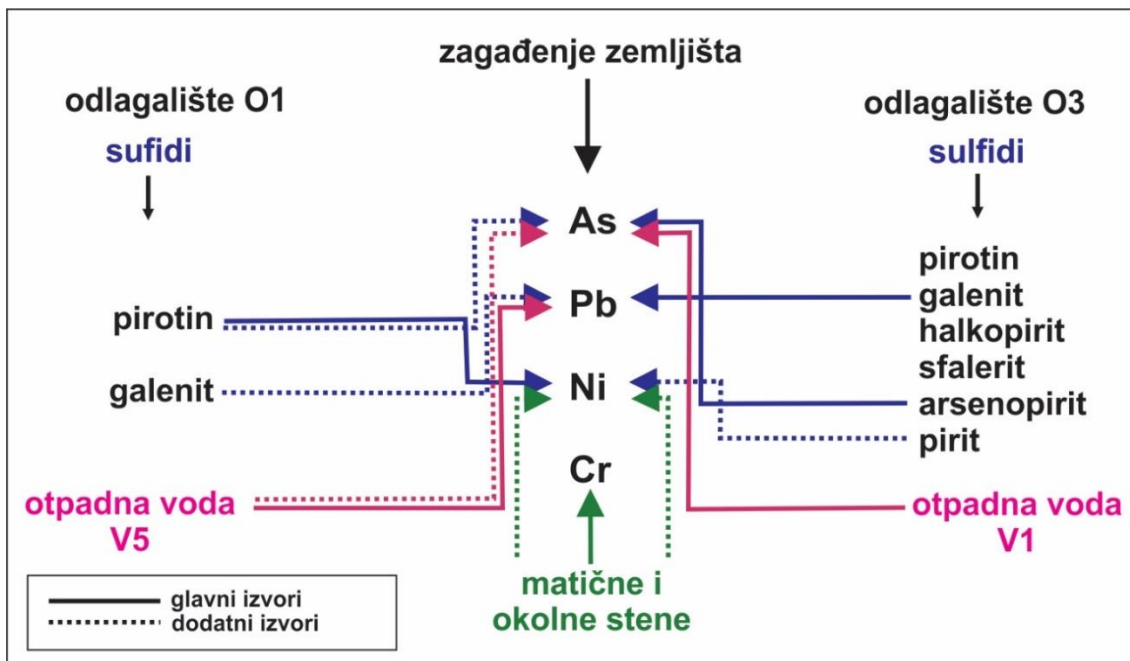 zagađenje zemljišta
odlagalište O1
sufidi
odlagalište O3
sulfidi
As
Pb
Ni
Cr
pirotin
galenit
pirotin
galenit
halkopirit
sfalerit
arsenopirit
pirit
otpadna voda
V5
otpadna voda
V1
matične i
okolne stene
glavni izvori
dodatni izvori